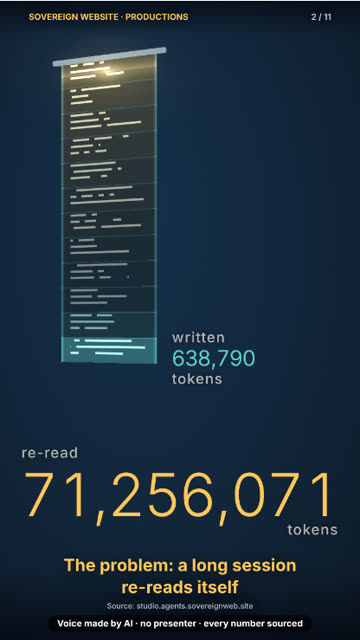 SOVEREIGN WEBSITE · PRODUCTIONS
2 / 11
written
638,790
tokens
re-read
71,256,071
tokens
The problem: a long session
re-reads itself
Source: studio.agents.sovereignweb.site
Voice made by AI · no presenter · every number sourced